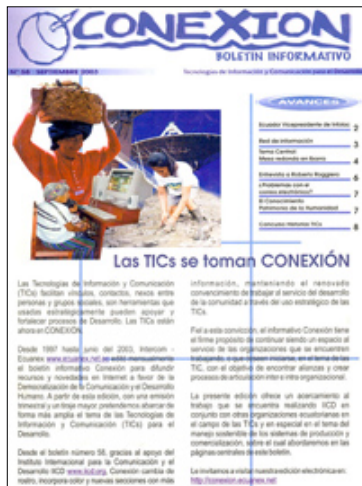 CONEXION
BOLETIN INFORMATIVO
Nº 58 SEPTIEMBRE 2003
Tecnologías de Información y Comunicación para el Desarrollo
AVANCES
Ecuador Vicepresidente de Infolac 2
Red de Información 3
Tema Central
Mesa redonda en Ibarra 4
Entrevista a Roberto Roggiero 6
¿Problemas con el
correo electrónico? 7
El Conocimiento
Patrimonio de la Humanidad 7
Concurso Historias TICs 8
Las TICs se toman CONEXIÓN
Las Tecnologías de Información y Comunicación
(TICs) facilitan vínculos, contactos, nexos entre
personas y grupos sociales, son herramientas que
usadas estratégicamente pueden apoyar y
fortalecer procesos de Desarrollo. Las TICs están
ahora en CONEXIÓN.
Desde 1997 hasta junio del 2003, Intercom -
Ecuanex www.ecuanex.net.ec editó mensualmente
el boletín informativo Conexión para difundir
recursos y novedades en Internet a favor de la
Democratización de la Comunicación y el Desarrollo
Humano. A partir de esta edición, con una emisión
trimestral y un tiraje mayor, pretendemos abarcar de
forma más amplia el tema de las Tecnologías de
Información y Comunicación (TICs) para el
Desarrollo.
Desde el boletín número 58, gracias al apoyo del
Instituto Internacional para la Comunicación y el
Desarrollo IICD www.iicd.org, Conexión cambia de
rostro, incorpora color y nuevas secciones con más
información, manteniendo el renovado
convencimiento de trabajar al servicio del desarrollo
de la comunidad a través del uso estratégico de las
TICs.
Fiel a esta convicción, el informativo Conexión tiene
el firme propósito de continuar siendo un espacio al
servicio de las organizaciones que se encuentren
trabajando, o que deseen iniciarse, en el tema de las
TIC, con el objetivo de encontrar alianzas y crear
procesos de articulación inter e intra organizacional.
La presente edición ofrece un acercamiento al
trabajo que se encuentra realizando IICD en
conjunto con otras organizaciones ecuatorianas en
el campo de las TICs y en especial en el tema del
manejo sostenible de los sistemas de producción y
comercialización, sobre el cual abordaremos en las
páginas centrales de este boletín.
La invitamos a visitar nuestra edición electrónica en:
http://conexion.ecuanex.net